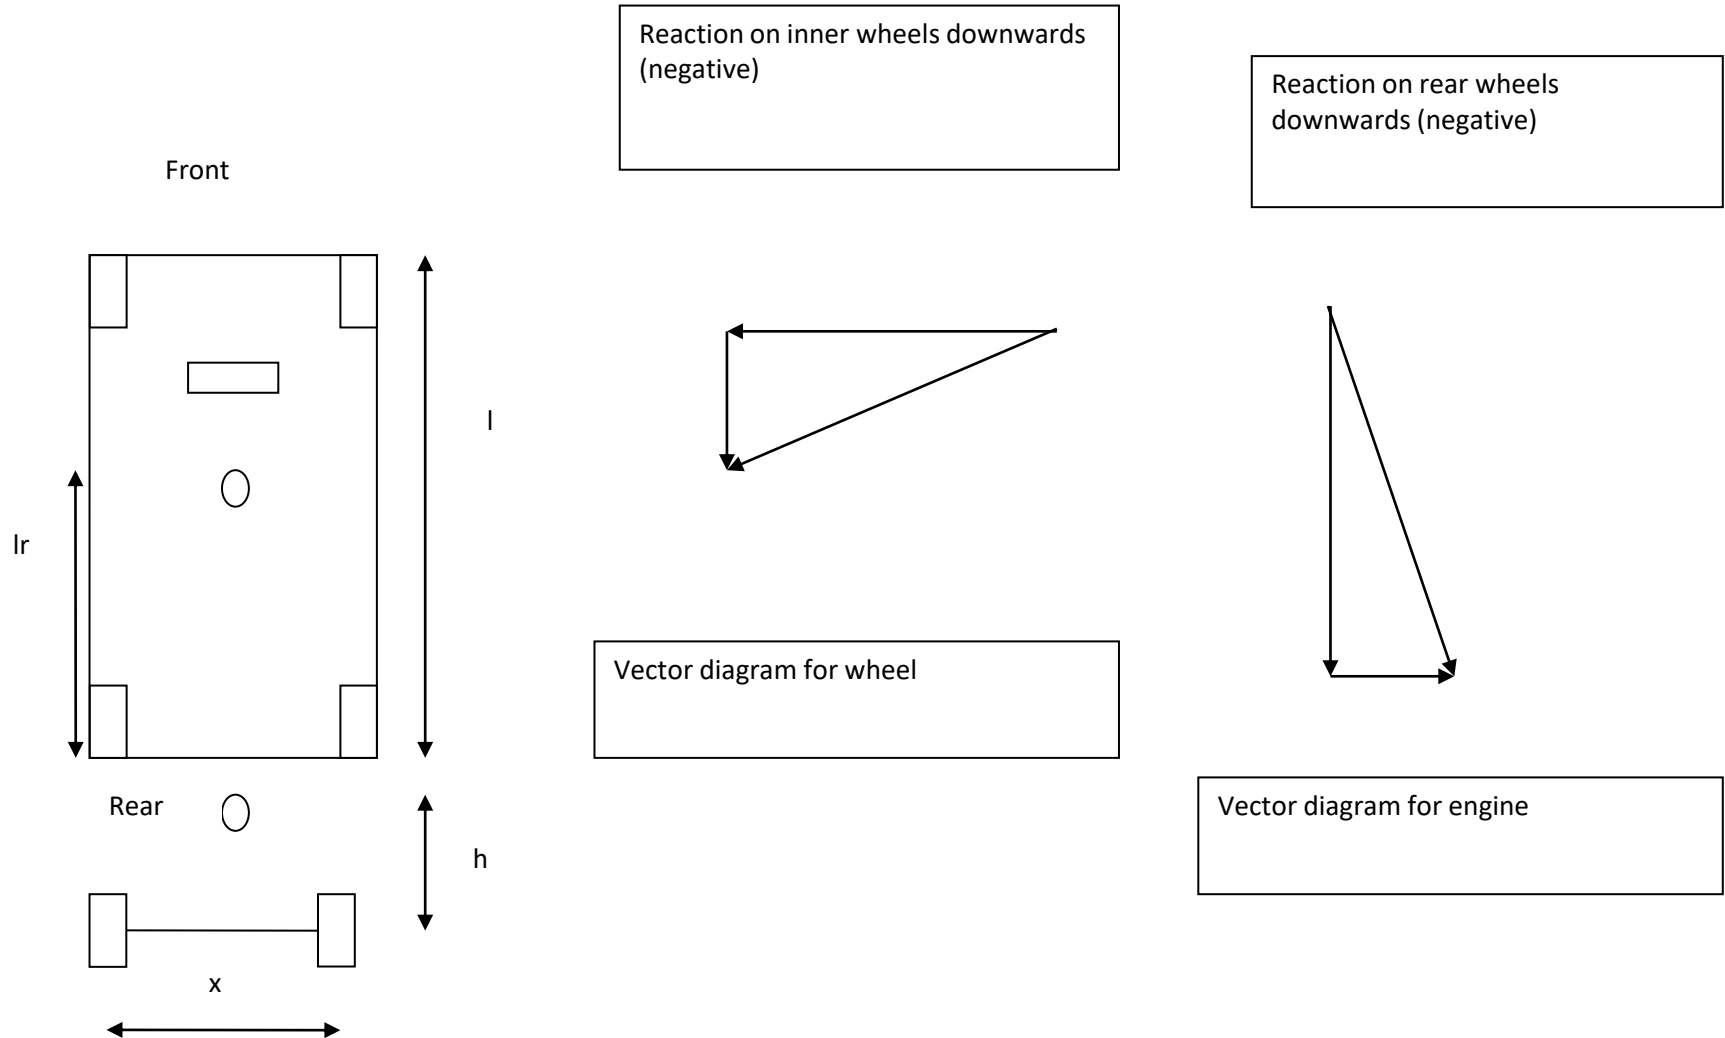 Reaction on inner wheels downwards
(negative)
Reaction on rear wheels
downwards (negative)
Front
l
lr
Vector diagram for wheel
Rear
Vector diagram for engine
h
x